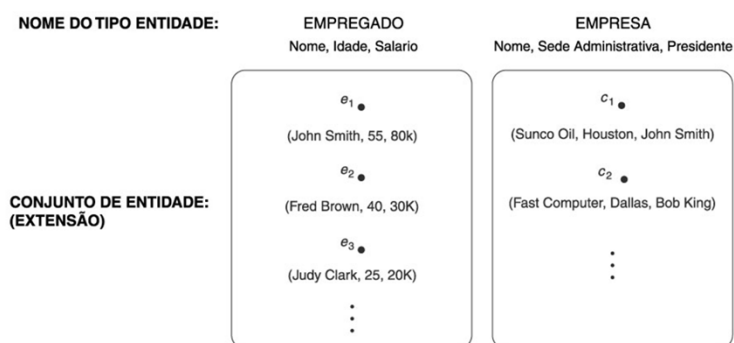 NOME DO TIPO ENTIDADE:
EMPREGADO
Nome, Idade, Salario
EMPRESA
Nome, Sede Administrativa, Presidente
CONJUNTO DE ENTIDADE:
(EXTENSÃO)
e1
(John Smith, 55, 80k)
e2
(Fred Brown, 40, 30K)
e3
(Judy Clark, 25, 20K)
c1
(Sunco Oil, Houston, John Smith)
c2
(Fast Computer, Dallas, Bob King)